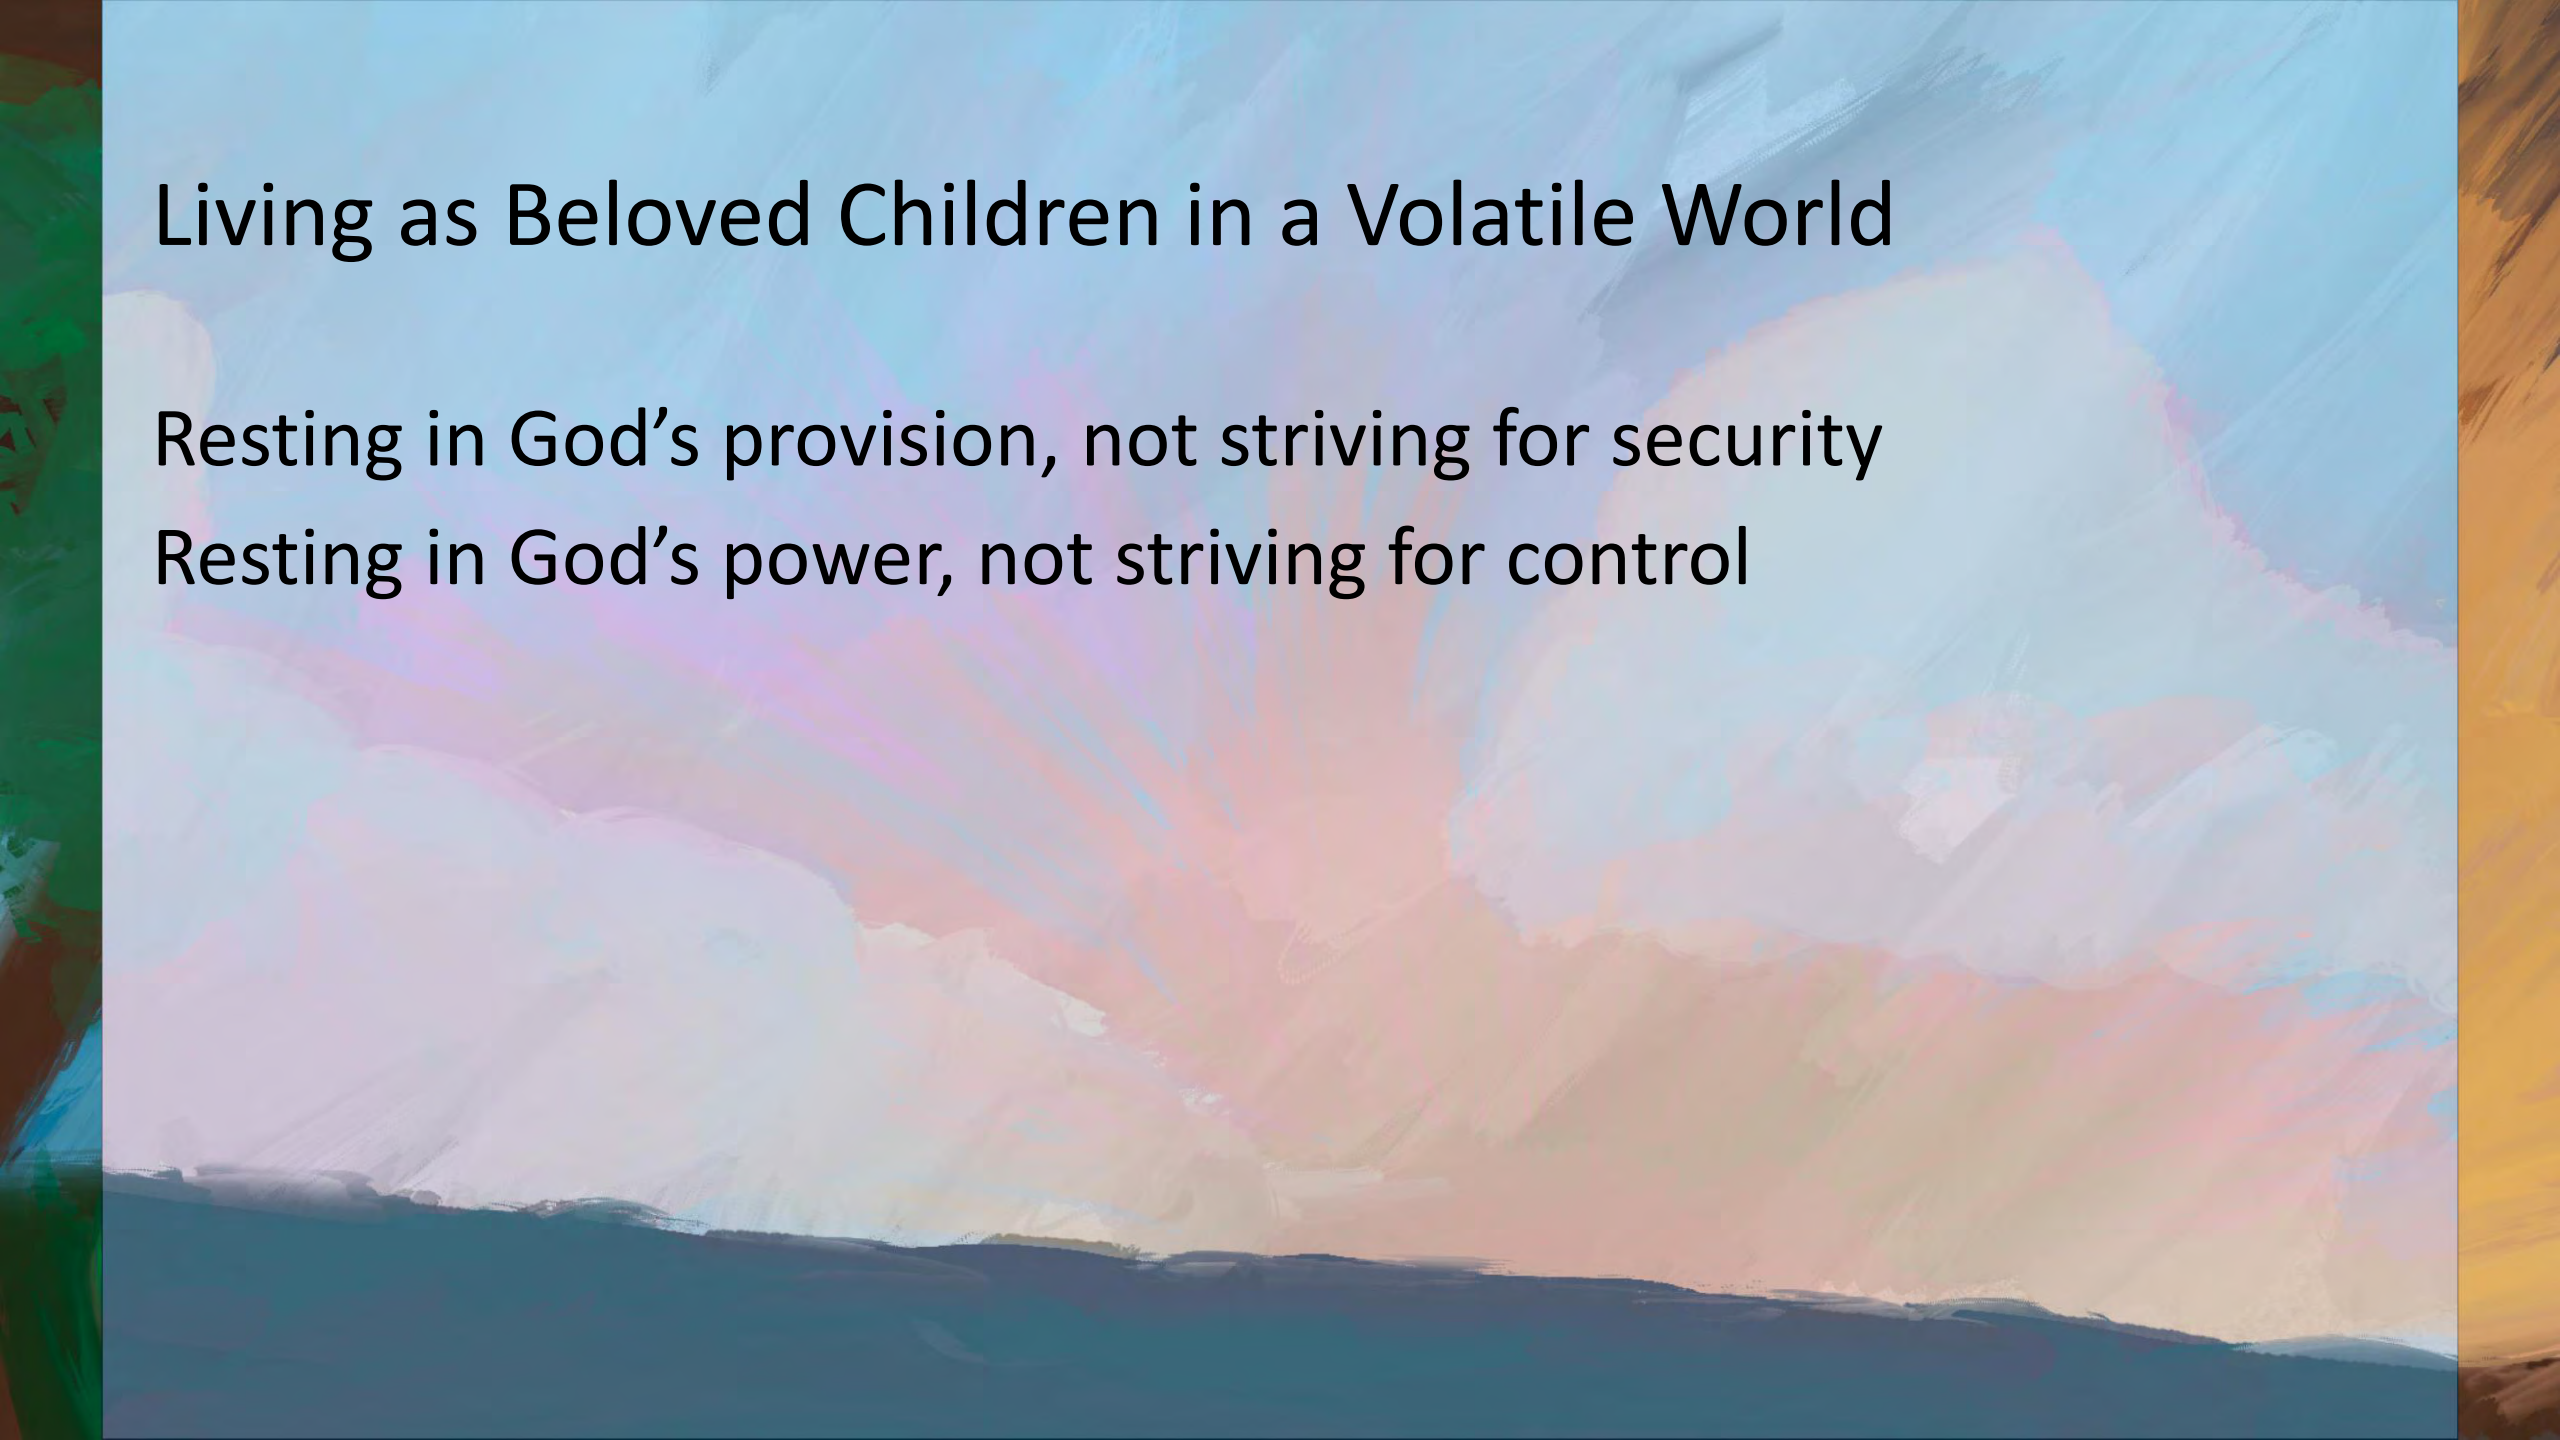 Living as Beloved Children in a Volatile World
Resting in God’s provision, not striving for security
Resting in God’s power, not striving for control